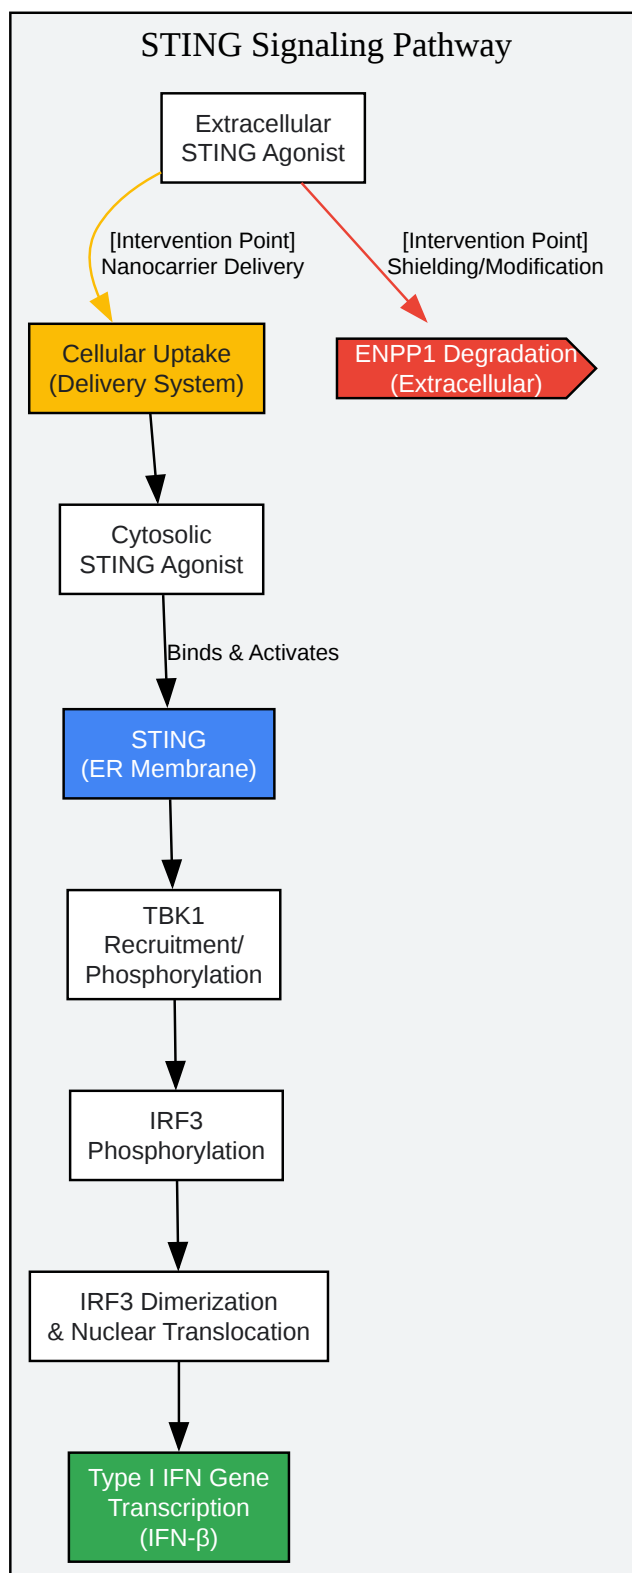 STING Signaling Pathway
Extracellular
STING Agonist
[Intervention Point]
Nanocarrier Delivery
[Intervention Point]
Shielding/Modification
Cellular Uptake
(Delivery System)
ENPP1 Degradation
(Extracellular)
Cytosolic
STING Agonist
Binds & Activates
STING
(ER Membrane)
TBK1
Recruitment/
Phosphorylation
IRF3
Phosphorylation
IRF3 Dimerization
& Nuclear Translocation
Type I IFN Gene
Transcription
(IFN-β)